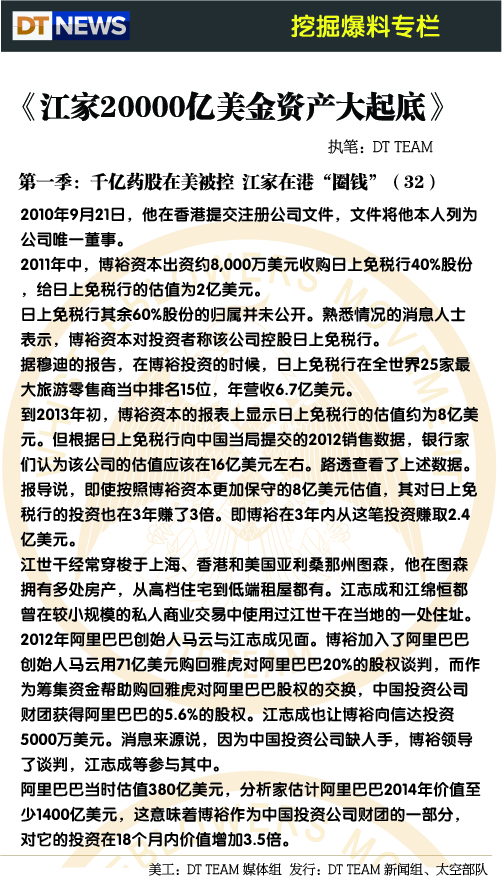 DT NEWS 挖掘爆料专栏
《江家20000亿美金资产大起底》
执笔：DT TEAM
第一季：千亿药股在美被控 江家在港“圈钱”（32）
2010年9月21日，他在香港提交注册公司文件，文件将他本人列为
公司唯一董事。
2011年中，博裕资本出资约8,000万美元收购日上免税行40%股份
，给日上免税行的估值为2亿美元。
日上免税行其余60%股份的归属并未公开。熟悉情况的消息人士
表示，博裕资本对投资者称该公司控股日上免税行。
据穆迪的报告，在博裕投资的时候，日上免税行在全世界25家最
大旅游零售商当中排名15位，年营收6.7亿美元。
到2013年初，博裕资本的报表上显示日上免税行的估值约为8亿美
元。但根据日上免税行向中国当局提交的2012销售数据，银行家
们认为该公司的估值应该在16亿美元左右。路透查看了上述数据。
报导说，即使按照博裕资本更加保守的8亿美元估值，其对日上免
税行的投资也在3年赚了3倍。即博裕在3年内从这笔投资赚取2.4
亿美元。
江世干经常穿梭于上海、香港和美国亚利桑那州图森，他在图森
拥有多处房产，从高档住宅到低端租屋都有。江志成和江绵恒都
曾在较小规模的私人商业交易中使用过江世干在当地的一处住址。
2012年阿里巴巴创始人马云与江志成见面。博裕加入了阿里巴巴
创始人马云用71亿美元购回雅虎对阿里巴巴20%的股权谈判，而作
为筹集资金帮助购回雅虎对阿里巴巴股权的交换，中国投资公司
财团获得阿里巴巴的5.6%的股权。江志成也让博裕向信达投资
5000万美元。消息来源说，因为中国投资公司缺人手，博裕领导
了谈判，江志成等参与其中。
阿里巴巴当时估值380亿美元，分析家估计阿里巴巴2014年价值至
少1400亿美元，这意味着博裕作为中国投资公司财团的一部分，
对它的投资在18个月内价值增加3.5倍。
美工：DT TEAM 媒体组 发行：DT TEAM 新闻组、太空部队